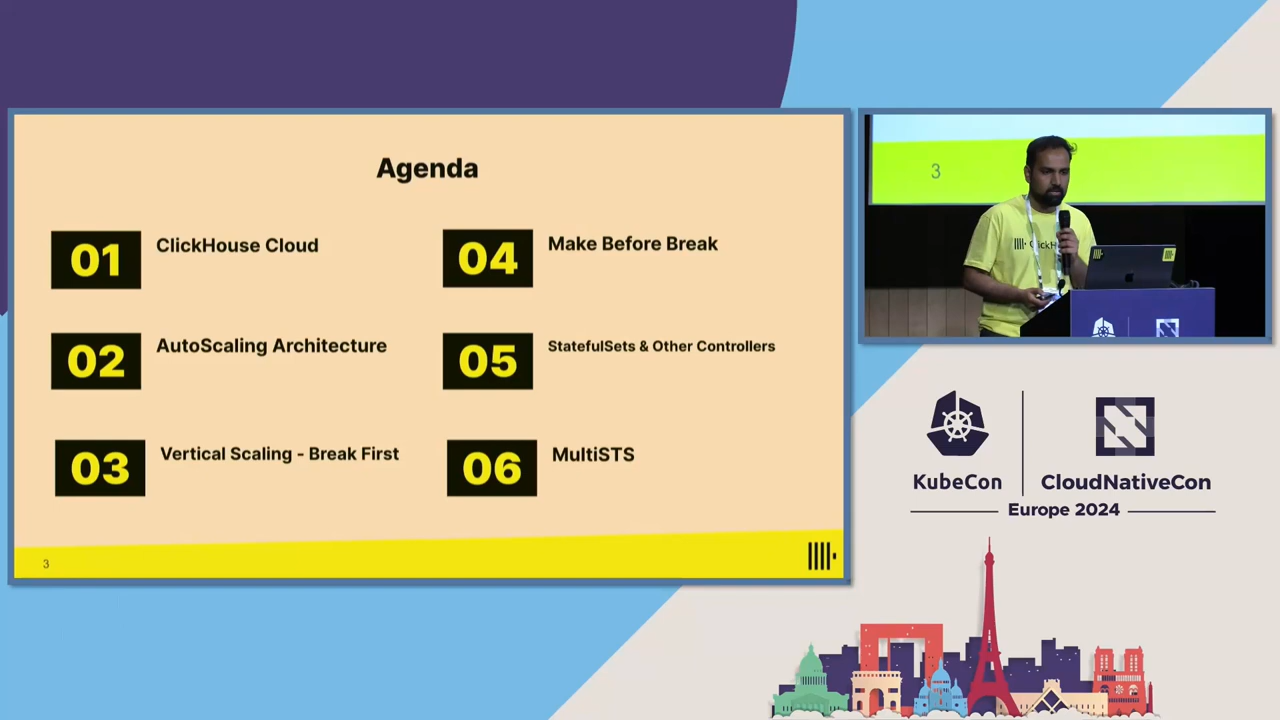 Agenda
01
ClickHouse Cloud
02
AutoScaling Architecture
03
Vertical Scaling - Break First
04
Make Before Break
05
StatefulSets & Other Controllers
06
MultiSTS
3
3
KubeCon
CloudNativeCon
Europe 2024